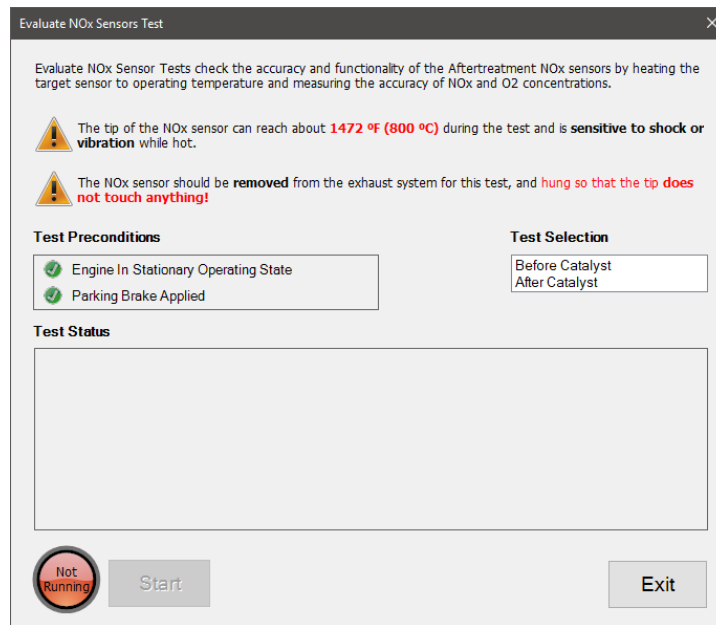 Evaluate NOx Sensors Test
Evaluate NOx Sensor Tests check the accuracy and functionality of the Aftertreatment NOx sensors by heating the
target sensor to operating temperature and measuring the accuracy of NOx and O2 concentrations.
The tip of the NOx sensor can reach about 1472 ºF (800 ºC) during the test and is sensitive to shock or
vibration while hot.
The NOx sensor should be removed from the exhaust system for this test, and hung so that the tip does
not touch anything!
Test Preconditions
Engine In Stationary Operating State
Parking Brake Applied
Test Selection
Before Catalyst
After Catalyst
Test Status
Not
Running
Start
Exit